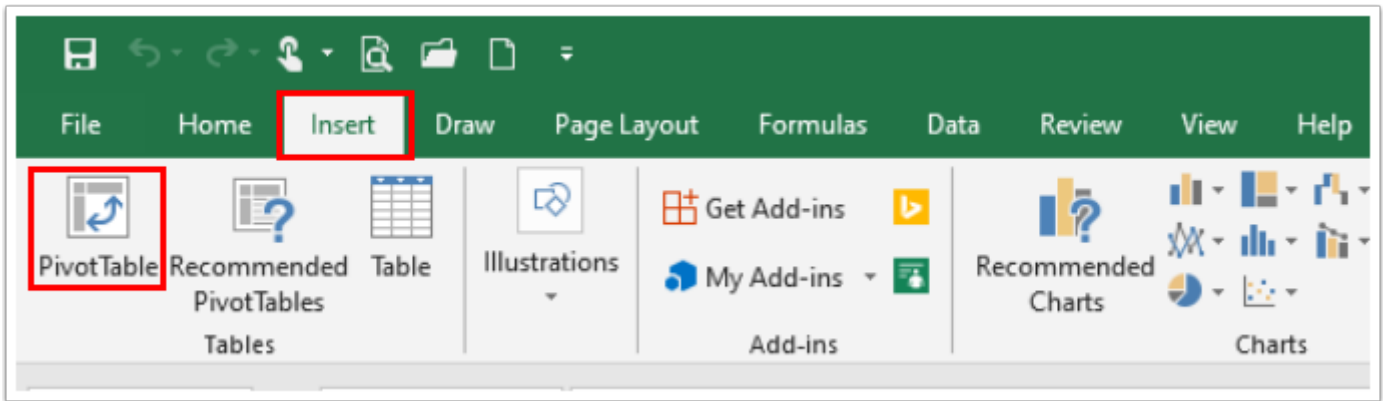 File Home Insert Draw Page Layout Formulas Data Review View Help
PivotTable Recommended PivotTables Table Illustrations
Get Add-ins
My Add-ins
Recommended Charts
Tables Add-ins Charts